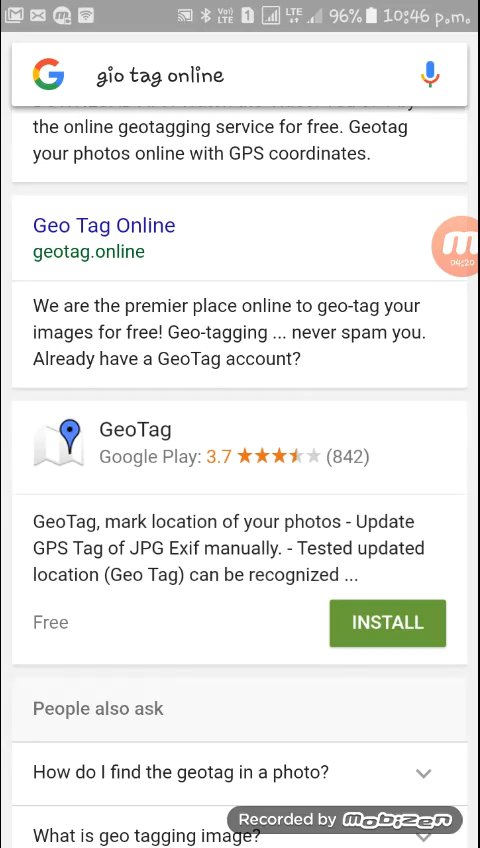 LTE 96% 10:46 p.m.
gio tag online
the online geotagging service for free. Geotag
your photos online with GPS coordinates.
Geo Tag Online
geotag.online
m
04:20
We are the premier place online to geo-tag your
images for free! Geo-tagging ... never spam you.
Already have a GeoTag account?
GeoTag
Google Play: 3.7 ★★★★★ (842)
GeoTag, mark location of your photos - Update
GPS Tag of JPG Exif manually. - Tested updated
location (Geo Tag) can be recognized ...
Free
INSTALL
People also ask
How do I find the geotag in a photo?
Recorded by mobizen
What is geo tagging image?